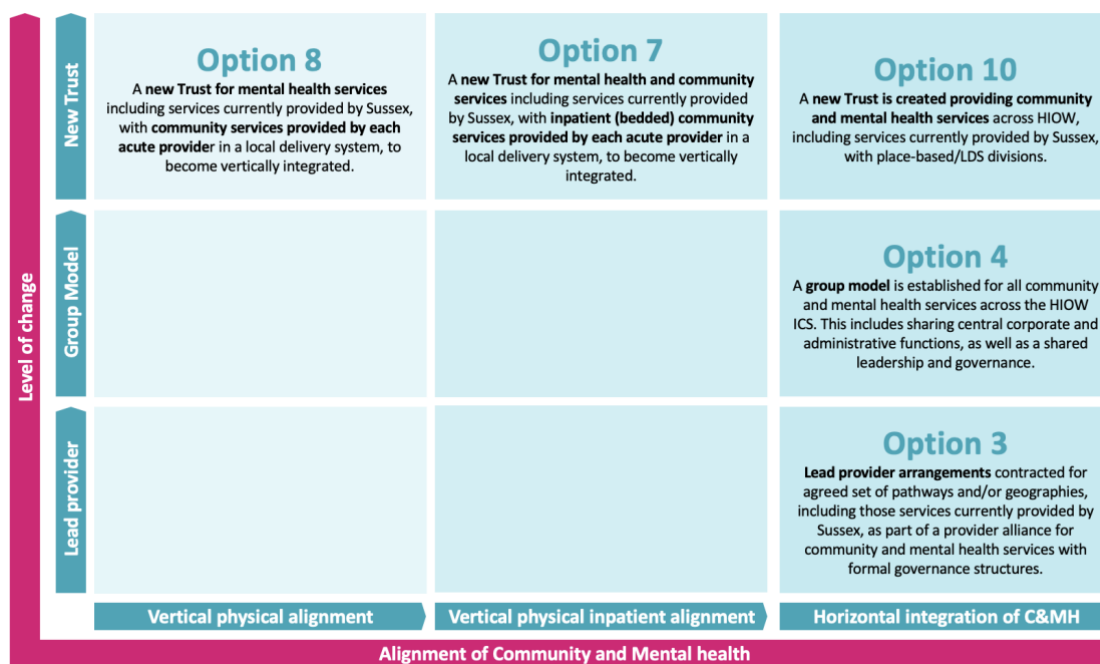 Level of change
New Trust
Option 8
A new Trust for mental health services
including services currently provided by Sussex,
with community services provided by each
acute provider in a local delivery system, to
become vertically integrated.
Option 7
A new Trust for mental health and community
services including services currently provided
by Sussex, with inpatient (bedded) community
services provided by each acute provider in a
local delivery system, to become vertically
integrated.
Option 10
A new Trust is created providing community
and mental health services across HIOW,
including services currently provided by Sussex,
with place-based/LDS divisions.
Group Model
Option 4
A group model is established for all community
and mental health services across the HIOW
ICS. This includes sharing central corporate and
administrative functions, as well as a shared
leadership and governance.
Lead provider
Option 3
Lead provider arrangements contracted for
agreed set of pathways and/or geographies,
including those services currently provided by
Sussex, as part of a provider alliance for
community and mental health services with
formal governance structures.
Vertical physical alignment
Vertical physical inpatient alignment
Horizontal integration of C&MH
Alignment of Community and Mental health